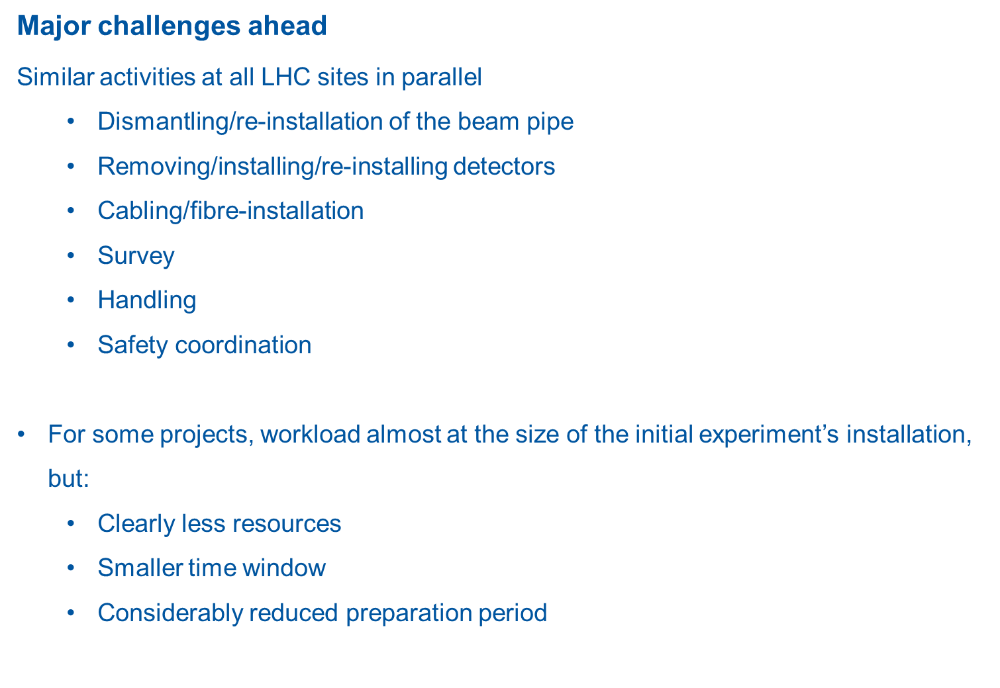 Major challenges ahead
Similar activities at all LHC sites in parallel
• Dismantling/re-installation of the beam pipe
• Removing/installing/re-installing detectors
• Cabling/fibre-installation
• Survey
• Handling
• Safety coordination
• For some projects, workload almost at the size of the initial experiment’s installation,
but:
• Clearly less resources
• Smaller time window
• Considerably reduced preparation period